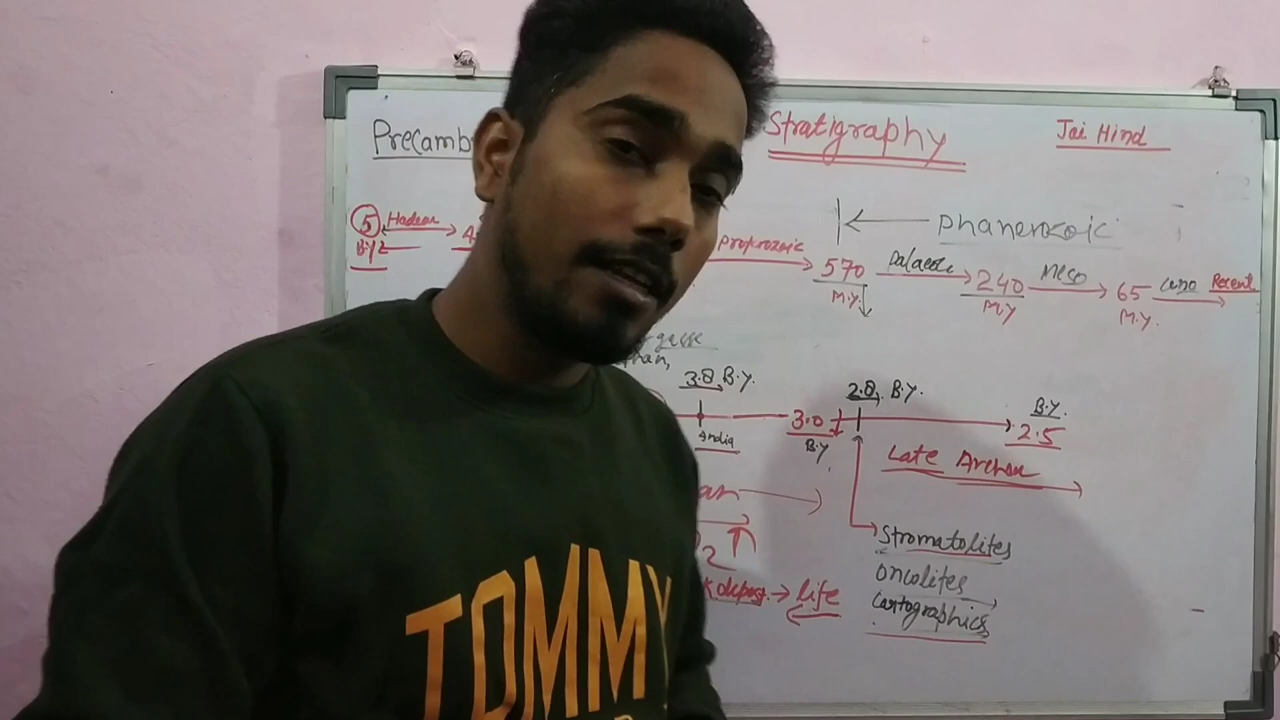 Precamb Stratigraphy Jai Hind
Phanerozoic
5 Hadean 4 Proterozoic 570 Palaeo 240 Meso 65 Ceno Recent
B.Y M.Y. M.Y M.Y.
3.8 B.Y. 2.8 B.Y. B.Y.
3.0 2.5
India B.Y
Late Archean
Stromatolites
Oncolites
life
Cartographics
TOMMY